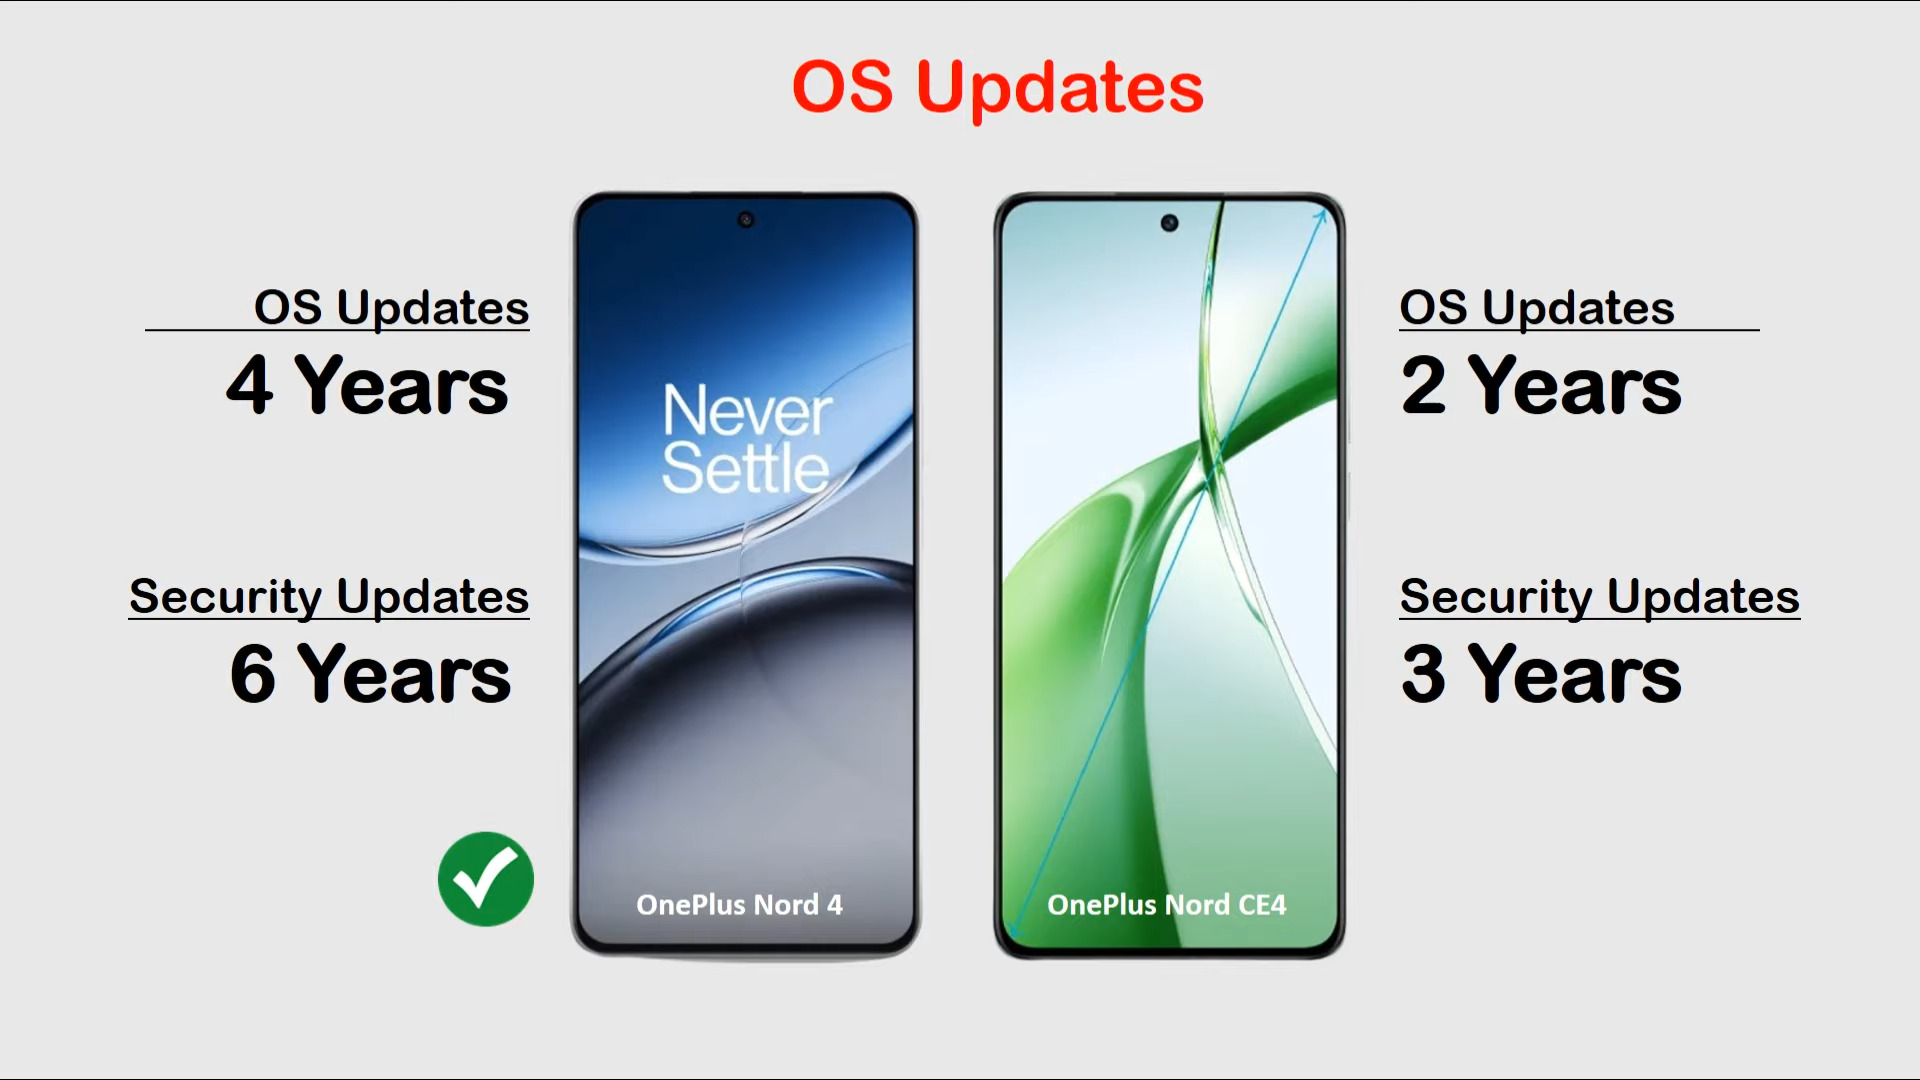 OS Updates
OS Updates
4 Years
Security Updates
6 Years
Never
Settle
OnePlus Nord 4
OnePlus Nord CE4
OS Updates
2 Years
Security Updates
3 Years